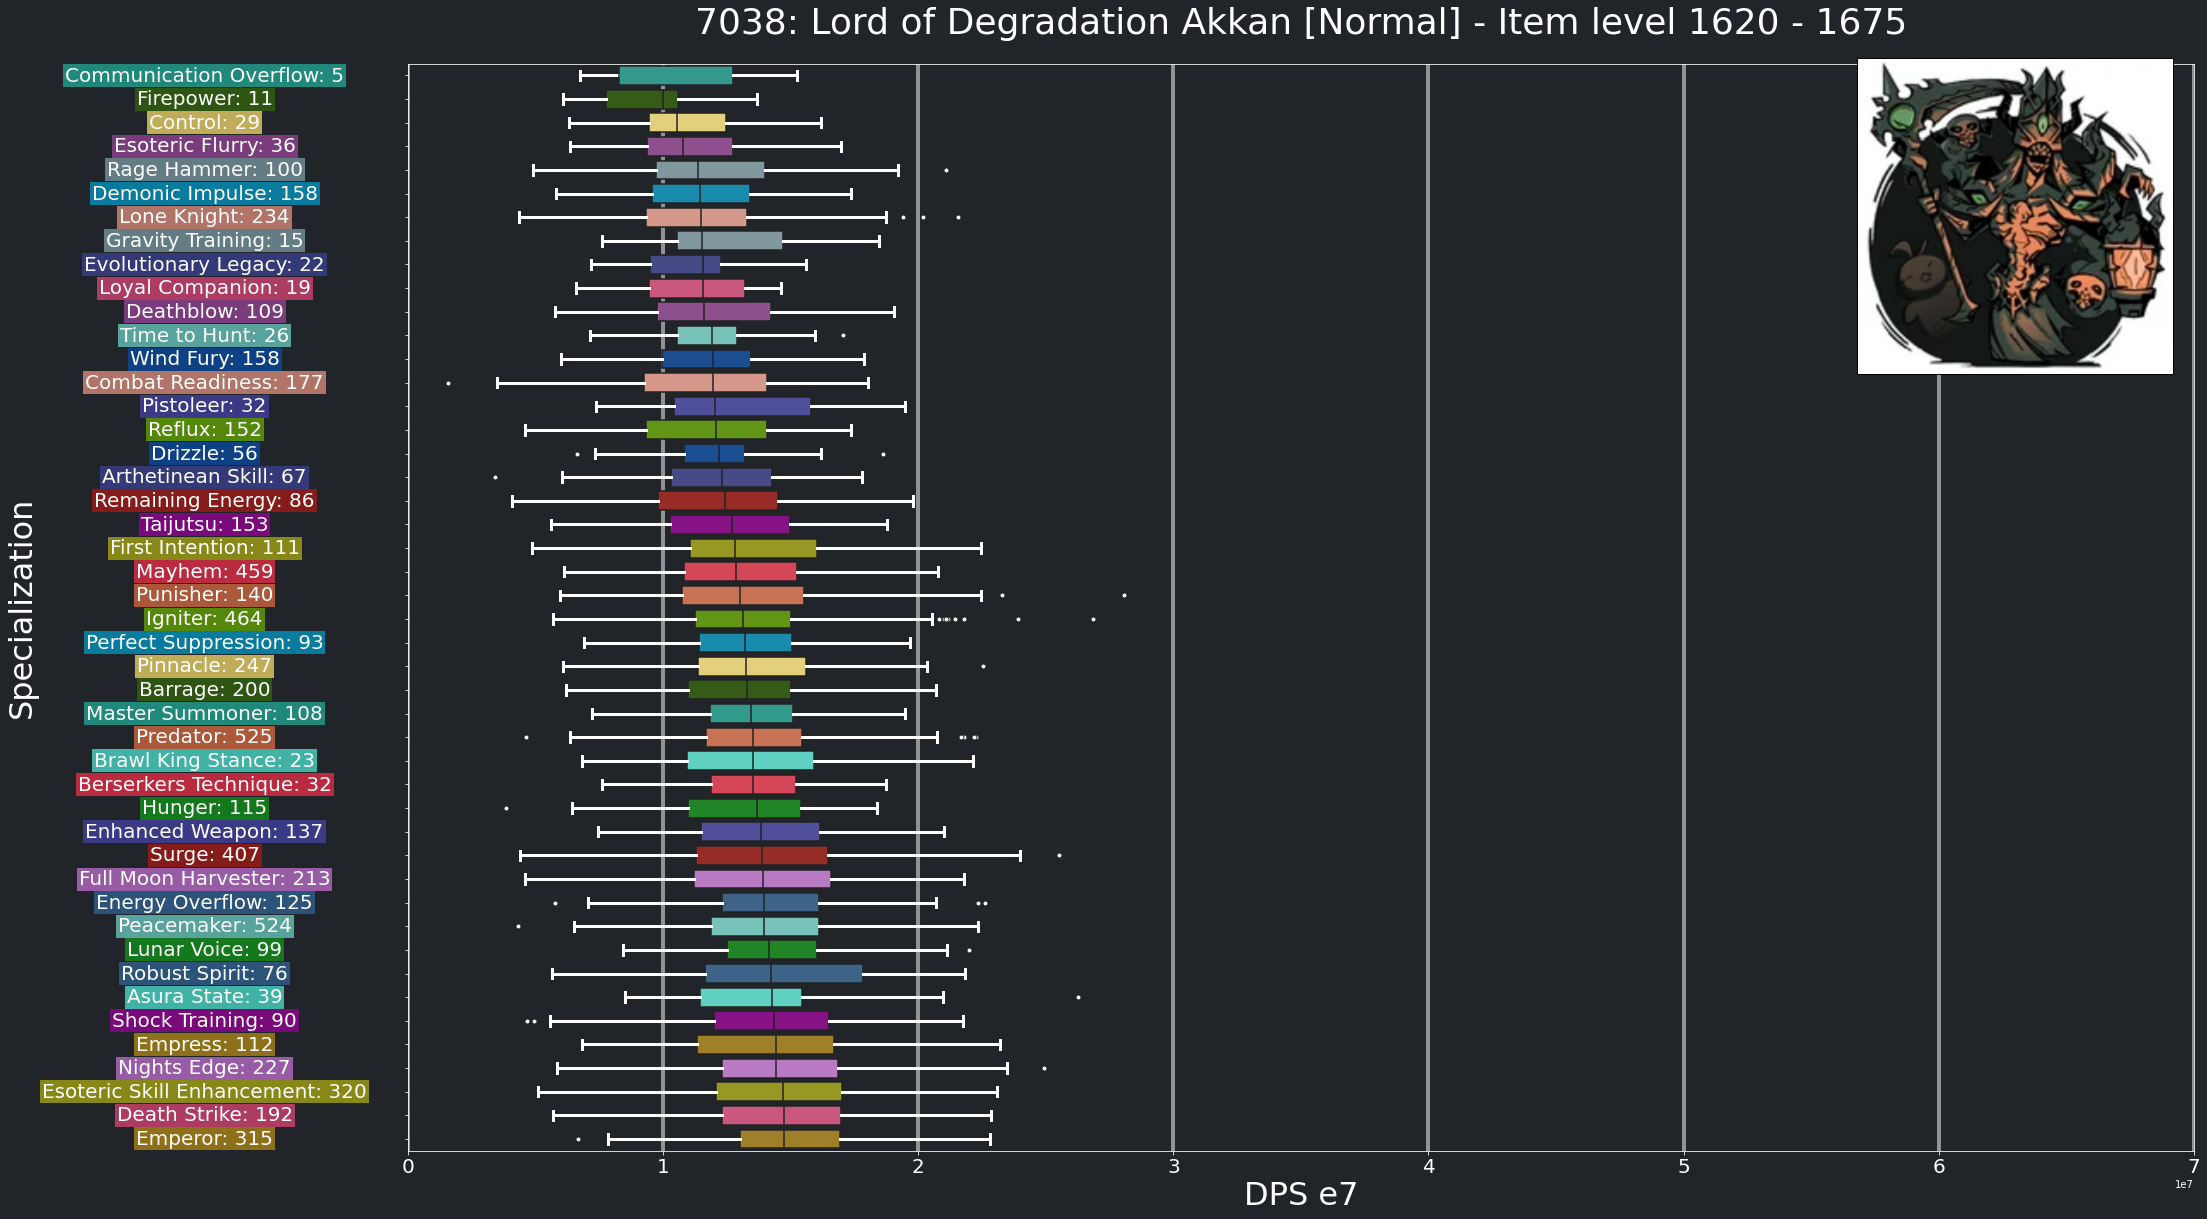 7038: Lord of Degradation Akkan [Normal] - Item level 1620 - 1675
Communication Overflow: 5
Firepower: 11
Control: 29
Esoteric Flurry: 36
Rage Hammer: 100
Demonic Impulse: 158
Lone Knight: 234
Gravity Training: 15
Evolutionary Legacy: 22
Loyal Companion: 19
Deathblow: 109
Time to Hunt: 26
Wind Fury: 158
Combat Readiness: 177
Pistoleer: 32
Reflux: 152
Drizzle: 56
Arthetinean Skill: 67
Remaining Energy: 86
Taijutsu: 153
First Intention: 111
Mayhem: 459
Punisher: 140
Igniter: 464
Perfect Suppression: 93
Pinnacle: 247
Barrage: 200
Master Summoner: 108
Predator: 525
Brawl King Stance: 23
Berserkers Technique: 32
Hunger: 115
Enhanced Weapon: 137
Surge: 407
Full Moon Harvester: 213
Energy Overflow: 125
Peacemaker: 524
Lunar Voice: 99
Robust Spirit: 76
Asura State: 39
Shock Training: 90
Empress: 112
Nights Edge: 227
Esoteric Skill Enhancement: 320
Death Strike: 192
Emperor: 315
Specialization
0 1 2 3 4 5 6 7
DPS e7
1e7